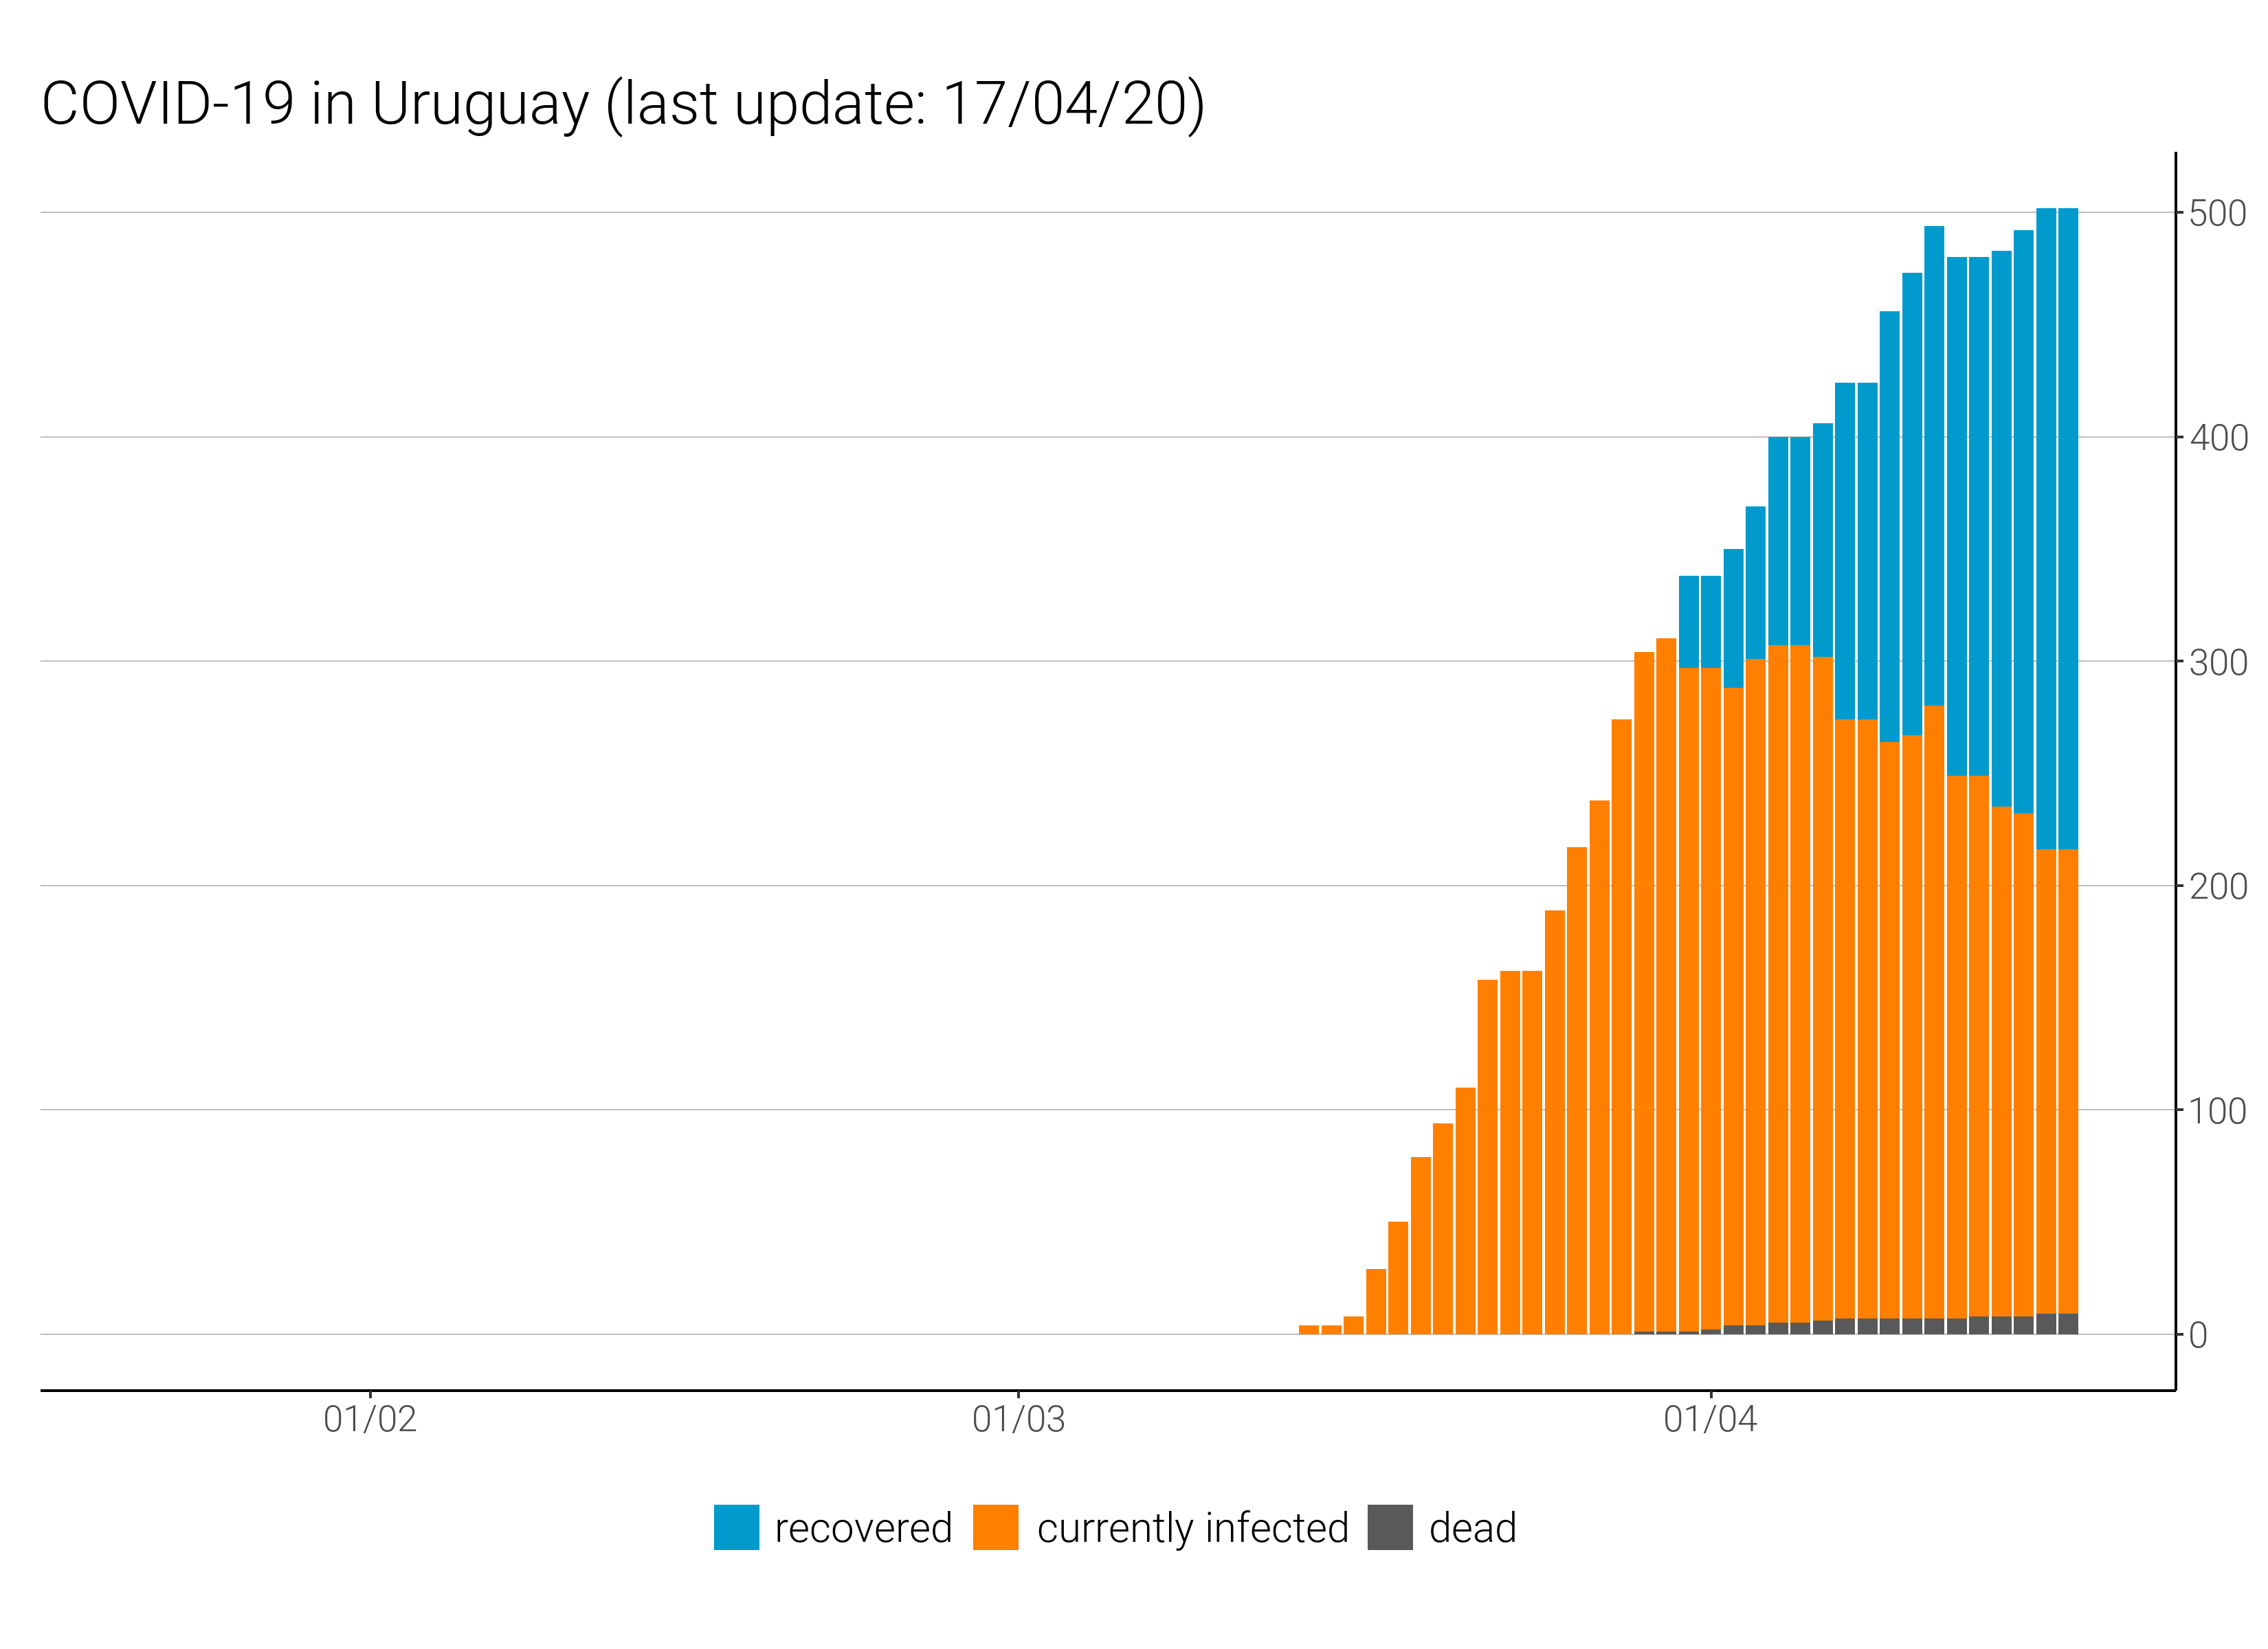 COVID-19 in Uruguay (last update: 17/04/20)
500
400
300
200
100
0
01/02 01/03 01/04
recovered currently infected dead